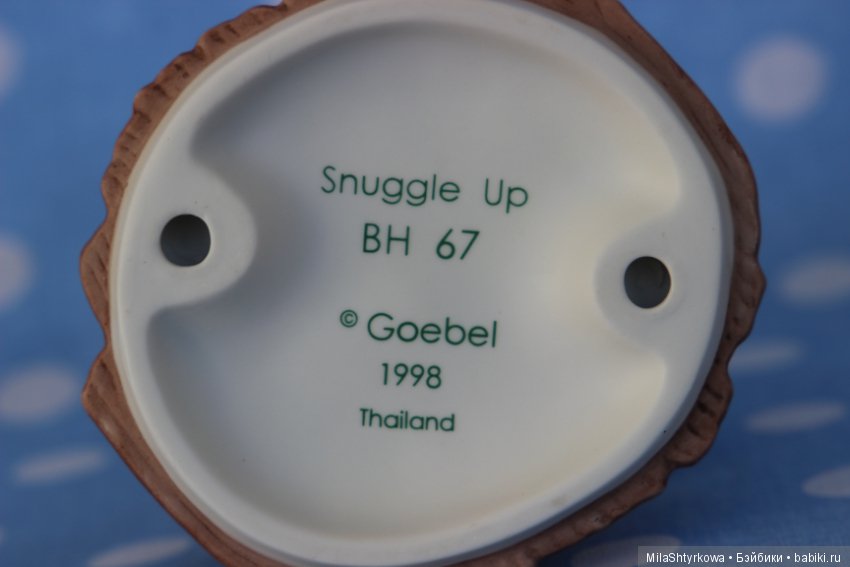 Snuggle Up
BH 67
© Goebel
1998
Thailand
MilaShtyrkowa • Бэйбики • babiki.ru